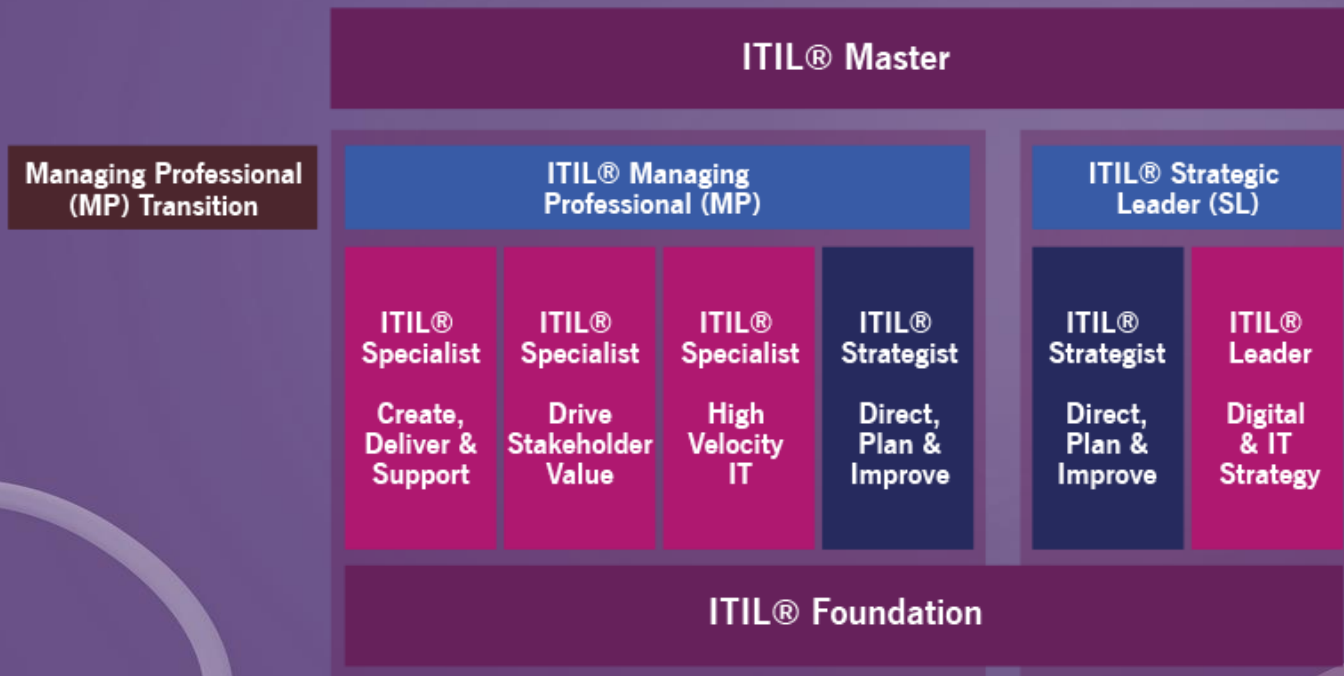 ITIL® Master
Managing Professional
(MP) Transition
ITIL® Managing
Professional (MP)
ITIL® Strategic
Leader (SL)
ITIL®
Specialist
Create,
Deliver &
Support
ITIL®
Specialist
Drive
Stakeholder
Value
ITIL®
Specialist
High
Velocity
IT
ITIL®
Strategist
Direct,
Plan &
Improve
ITIL®
Strategist
Direct,
Plan &
Improve
ITIL®
Leader
Digital
& IT
Strategy
ITIL® Foundation